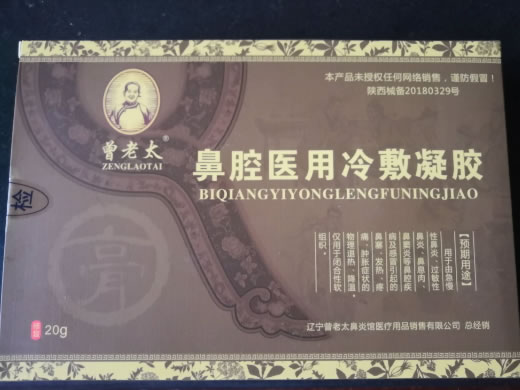 本产品未授权任何网络销售，谨防假冒！
陕西械备20180329号
曾老太®
ZENGLAOTAI
鼻腔医用冷敷凝胶
BIQIANGYIYONGLENGFUNINGJIAO
检
【预期用途】
用于由急慢
性鼻炎、过敏性
鼻炎、鼻息肉、
鼻窦炎等鼻腔疾
病及感冒引起的
鼻塞、发热、疼
痛、肿胀症状的
物理退热、降温。
仅用于闭合性软
组织。
20g
辽宁曾老太鼻炎馆医疗用品销售有限公司 总经销